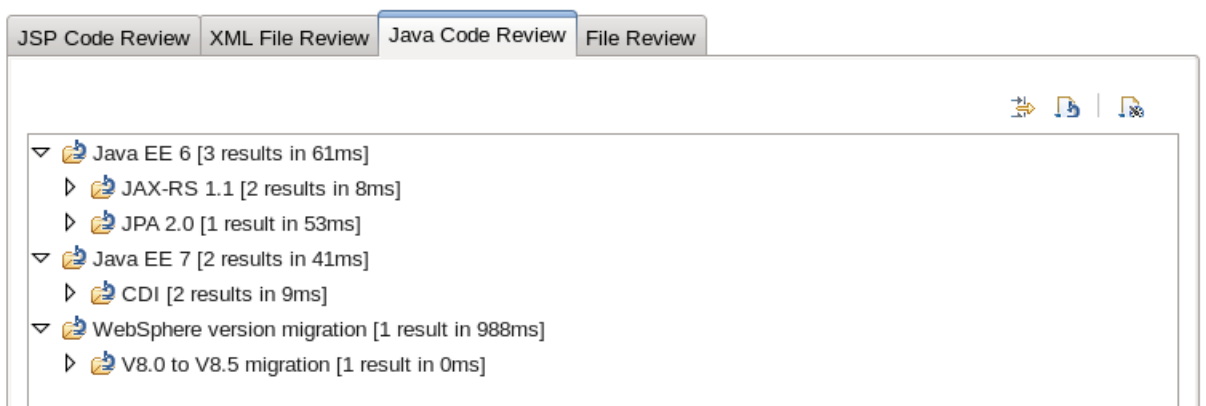 JSP Code Review XML File Review Java Code Review File Review
Java EE 6 [3 results in 61ms]
JAX-RS 1.1 [2 results in 8ms]
JPA 2.0 [1 result in 53ms]
Java EE 7 [2 results in 41ms]
CDI [2 results in 9ms]
WebSphere version migration [1 result in 988ms]
V8.0 to V8.5 migration [1 result in 0ms]